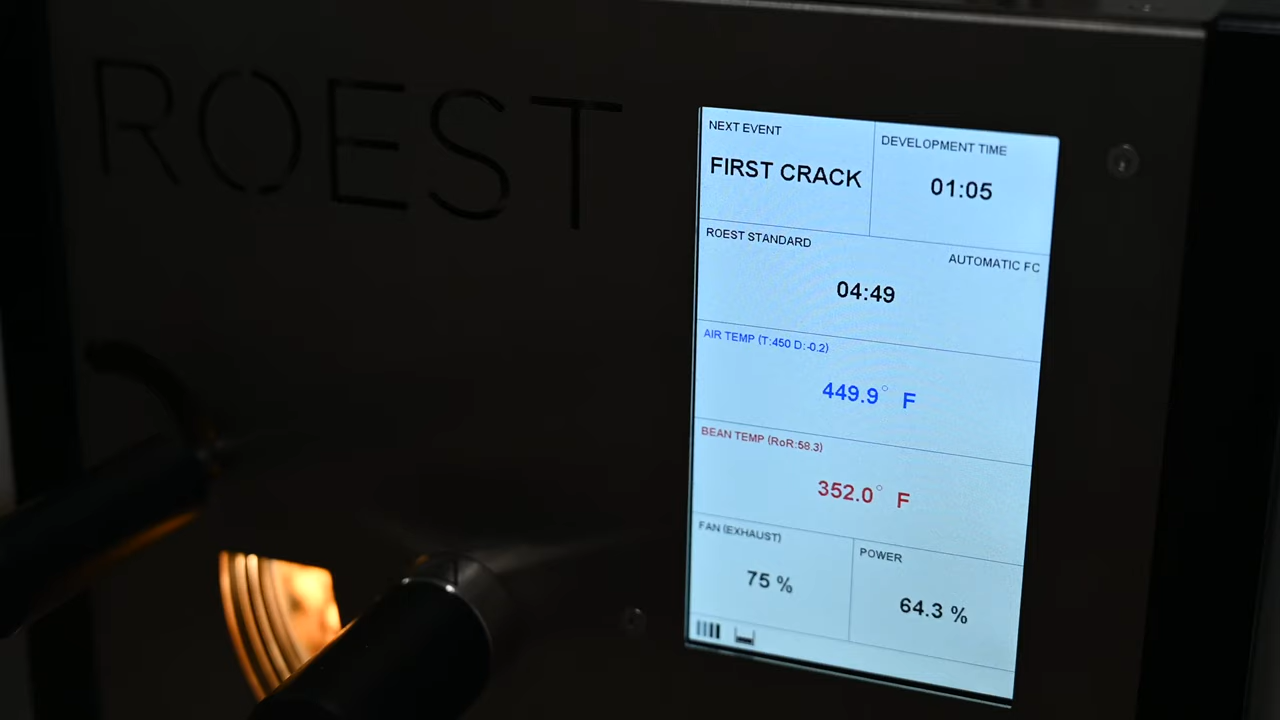 ROEST
NEXT EVENT
FIRST CRACK
DEVELOPMENT TIME
01:05
ROEST STANDARD
AUTOMATIC FC
04:49
AIR TEMP (T:450 D:-0.2)
449.9° F
BEAN TEMP (RoR:58.3)
352.0° F
FAN (EXHAUST)
75 %
POWER
64.3 %